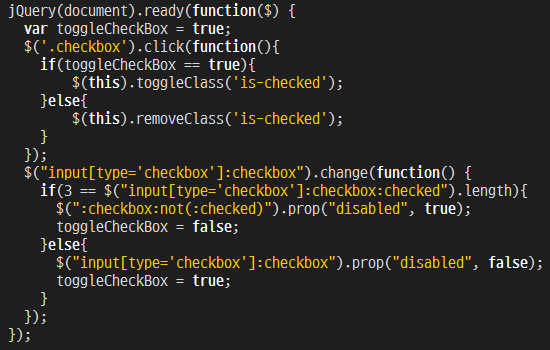 jQuery(document).ready(function($) {
  var toggleCheckBox = true;
  $('.checkbox').click(function(){
    if(toggleCheckBox == true){
        $(this).toggleClass('is-checked');
    }else{
        $(this).removeClass('is-checked');
    }
  });
  $("input[type='checkbox']:checkbox").change(function() {
    if(3 == $("input[type='checkbox']:checkbox:checked").length){
      $(":checkbox:not(:checked)").prop("disabled", true);
      toggleCheckBox = false;
    }else{
      $("input[type='checkbox']:checkbox").prop("disabled", false);
      toggleCheckBox = true;
    }
  });
});